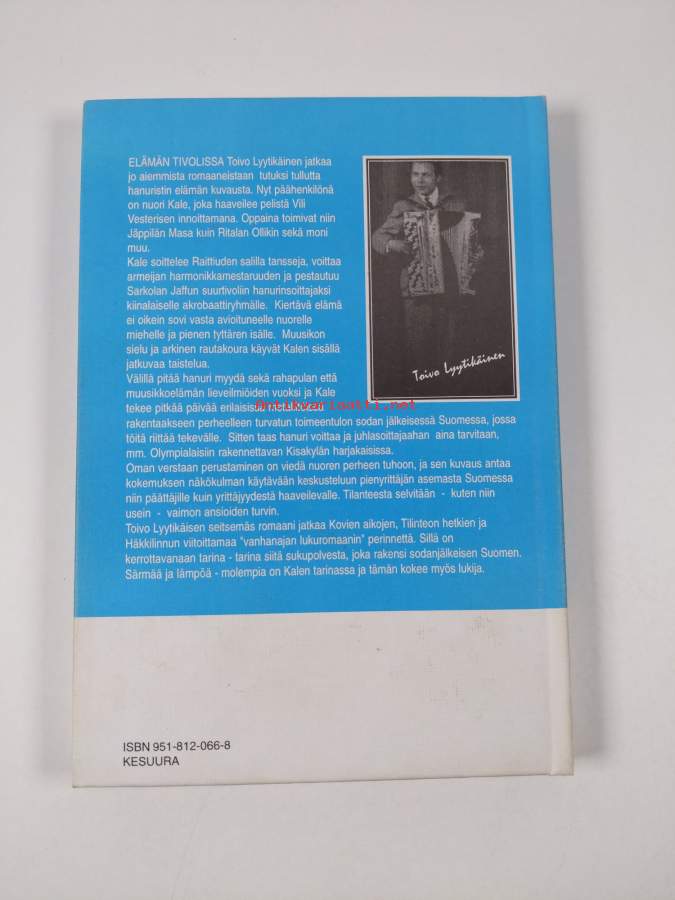 ELÄMÄN TIVOLISSA Toivo Lyytikäinen jatkaa
jo aiemmista romaaneistaan tutuksi tullutta
hanuristin elämän kuvausta. Nyt päähenkilönä
on nuori Kale, joka haaveilee pelistä Vili
Vesterisen innoittamana. Oppaina toimivat niin
Jäppilän Masa kuin Ritalan Ollikin sekä moni
muu.
Kale soittelee Raittiuden salilla tansseja, voittaa
armeijan harmonikkamestaruuden ja pestautuu
Sarkolan Jaffun suurtivoliin hanurinsoittajaksi
kiinalaiselle akrobaattiryhmälle. Kiertävä elämä
ei oikein sovi vasta avioituneelle nuorelle
miehelle ja pienen tyttären isälle. Muusikon
sielu ja arkinen rautakoura käyvät Kalen sisällä
jatkuvaa taistelua.
Toivo Lyytikäinen
Välillä pitää hanuri myydä sekä rahapulan että
muusikkoelämän lieveilmiöiden vuoksi ja Kale
tekee pitkää päivää erilaisis
antikvariaatti.net
rakentaakseen perheelleen turvatun toimeentulon sodan jälkeisessä Suomessa, jossa
töitä riittää tekevälle. Sitten taas hanuri voittaa ja juhlasoittajaahan aina tarvitaan,
mm. Olympialaisiin rakennettavan Kisakylän harjakaisissa.
Oman verstaan perustaminen on viedä nuoren perheen tuhoon, ja sen kuvaus antaa
kokemuksen näkökulman käytävään keskusteluun pienyrittäjän asemasta Suomessa
niin päättäjille kuin yrittäjyydestä haaveilevalle. Tilanteesta selvitään - kuten niin
usein - vaimon ansioiden turvin.
Toivo Lyytikäisen seitsemäs romaani jatkaa Kovien aikojen, Tilinteon hetkien ja
Häkkilinnun viitoittamaa "vanhanajan lukuromaanin" perinnettä. Sillä on
kerrottavanaan tarina - tarina siitä sukupolvesta, joka rakensi sodanjälkeisen Suomen.
Särmää ja lämpöä - molempia on Kalen tarinassa ja tämän kokee myös lukija.
ISBN 951-812-066-8
KESUURA